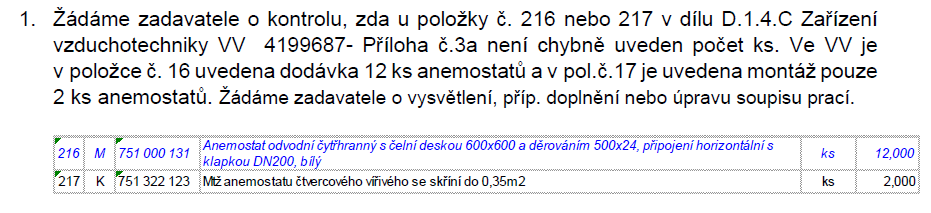 1. Žádáme zadavatele o kontrolu, zda u položky č. 216 nebo 217 v dílu D.1.4.C Zařízení
vzduchotechniky VV 4199687- Příloha č.3a není chybně uveden počet ks. Ve VV je
v položce č. 16 uvedena dodávka 12 ks anemostatů a v pol.č.17 je uvedena montáž pouze
2 ks anemostatů. Žádáme zadavatele o vysvětlení, příp. doplnění nebo úpravu soupisu prací.
216 M 751 000 131 Anemostat odvodní čytřhranný s čelní deskou 600x600 a děrováním 500x24, připojení horizontální s
klapkou DN200, bílý ks 12,000
217 K 751 322 123 Mtž anemostatu čtvercového vířivého se skříní do 0,35m2 ks 2,000